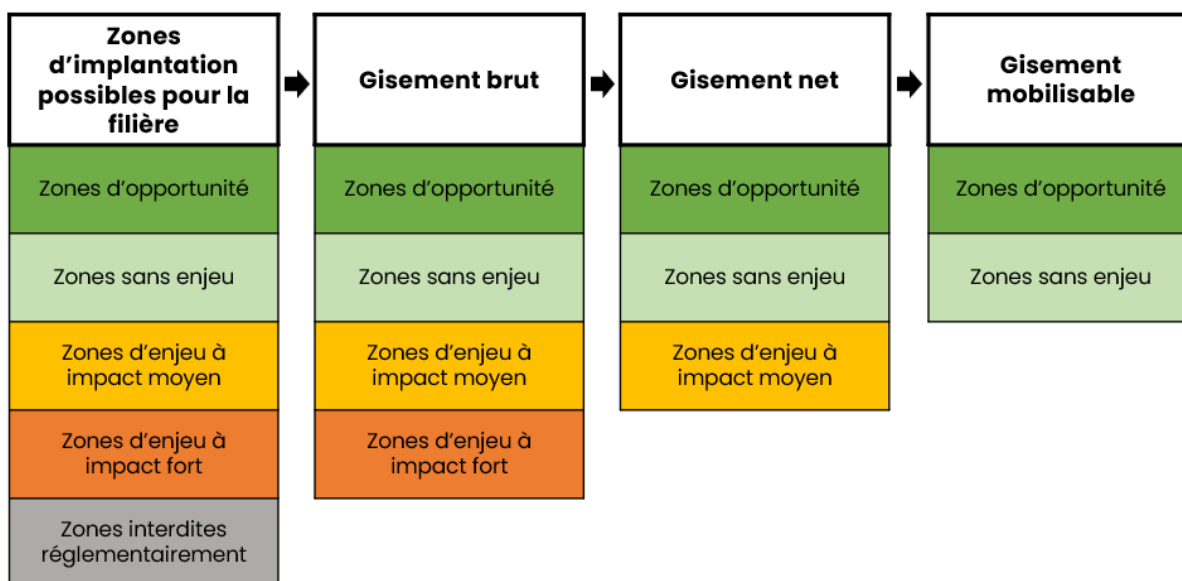 Zones
d'implantation
possibles pour la
filière
Gisement brut
Gisement net
Gisement
mobilisable
Zones d'opportunité
Zones d'opportunité
Zones d'opportunité
Zones d'opportunité
Zones sans enjeu
Zones sans enjeu
Zones sans enjeu
Zones sans enjeu
Zones d'enjeu à
impact moyen
Zones d'enjeu à
impact moyen
Zones d'enjeu à
impact moyen
Zones d'enjeu à
impact fort
Zones d'enjeu à
impact fort
Zones interdites
réglementairement